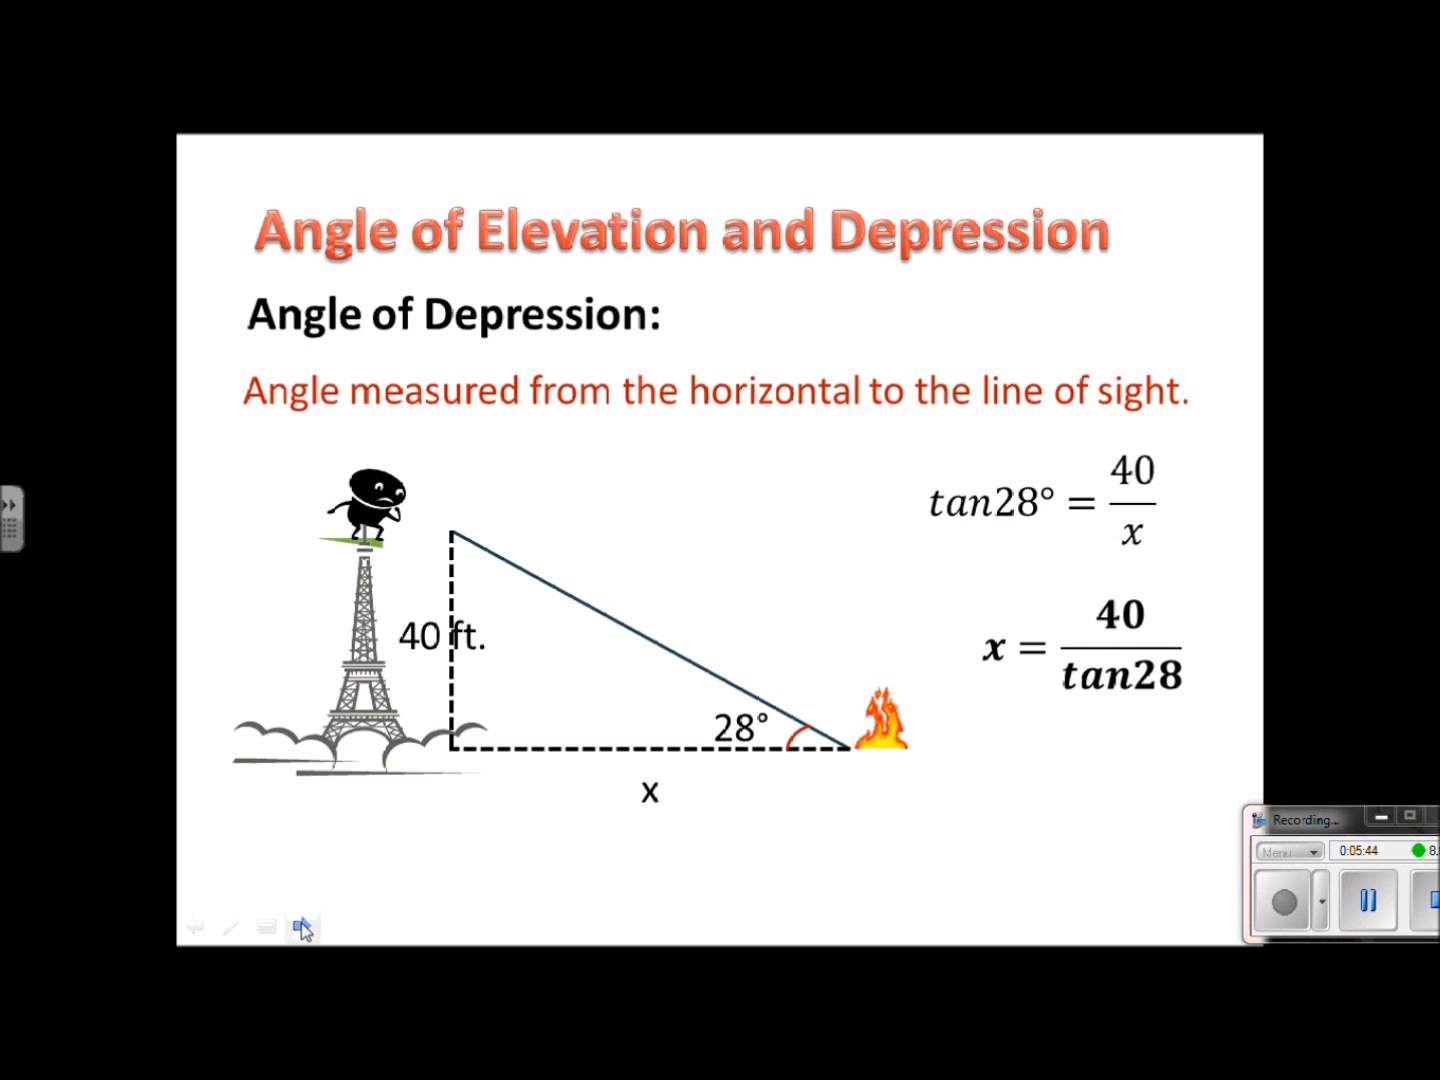 Angle of Elevation and Depression
Angle of Depression:
Angle measured from the horizontal to the line of sight.
tan28° = 40/x
40 ft.
x = 40/tan28
28°
x
Recording...
Menu
0:05:44
8.